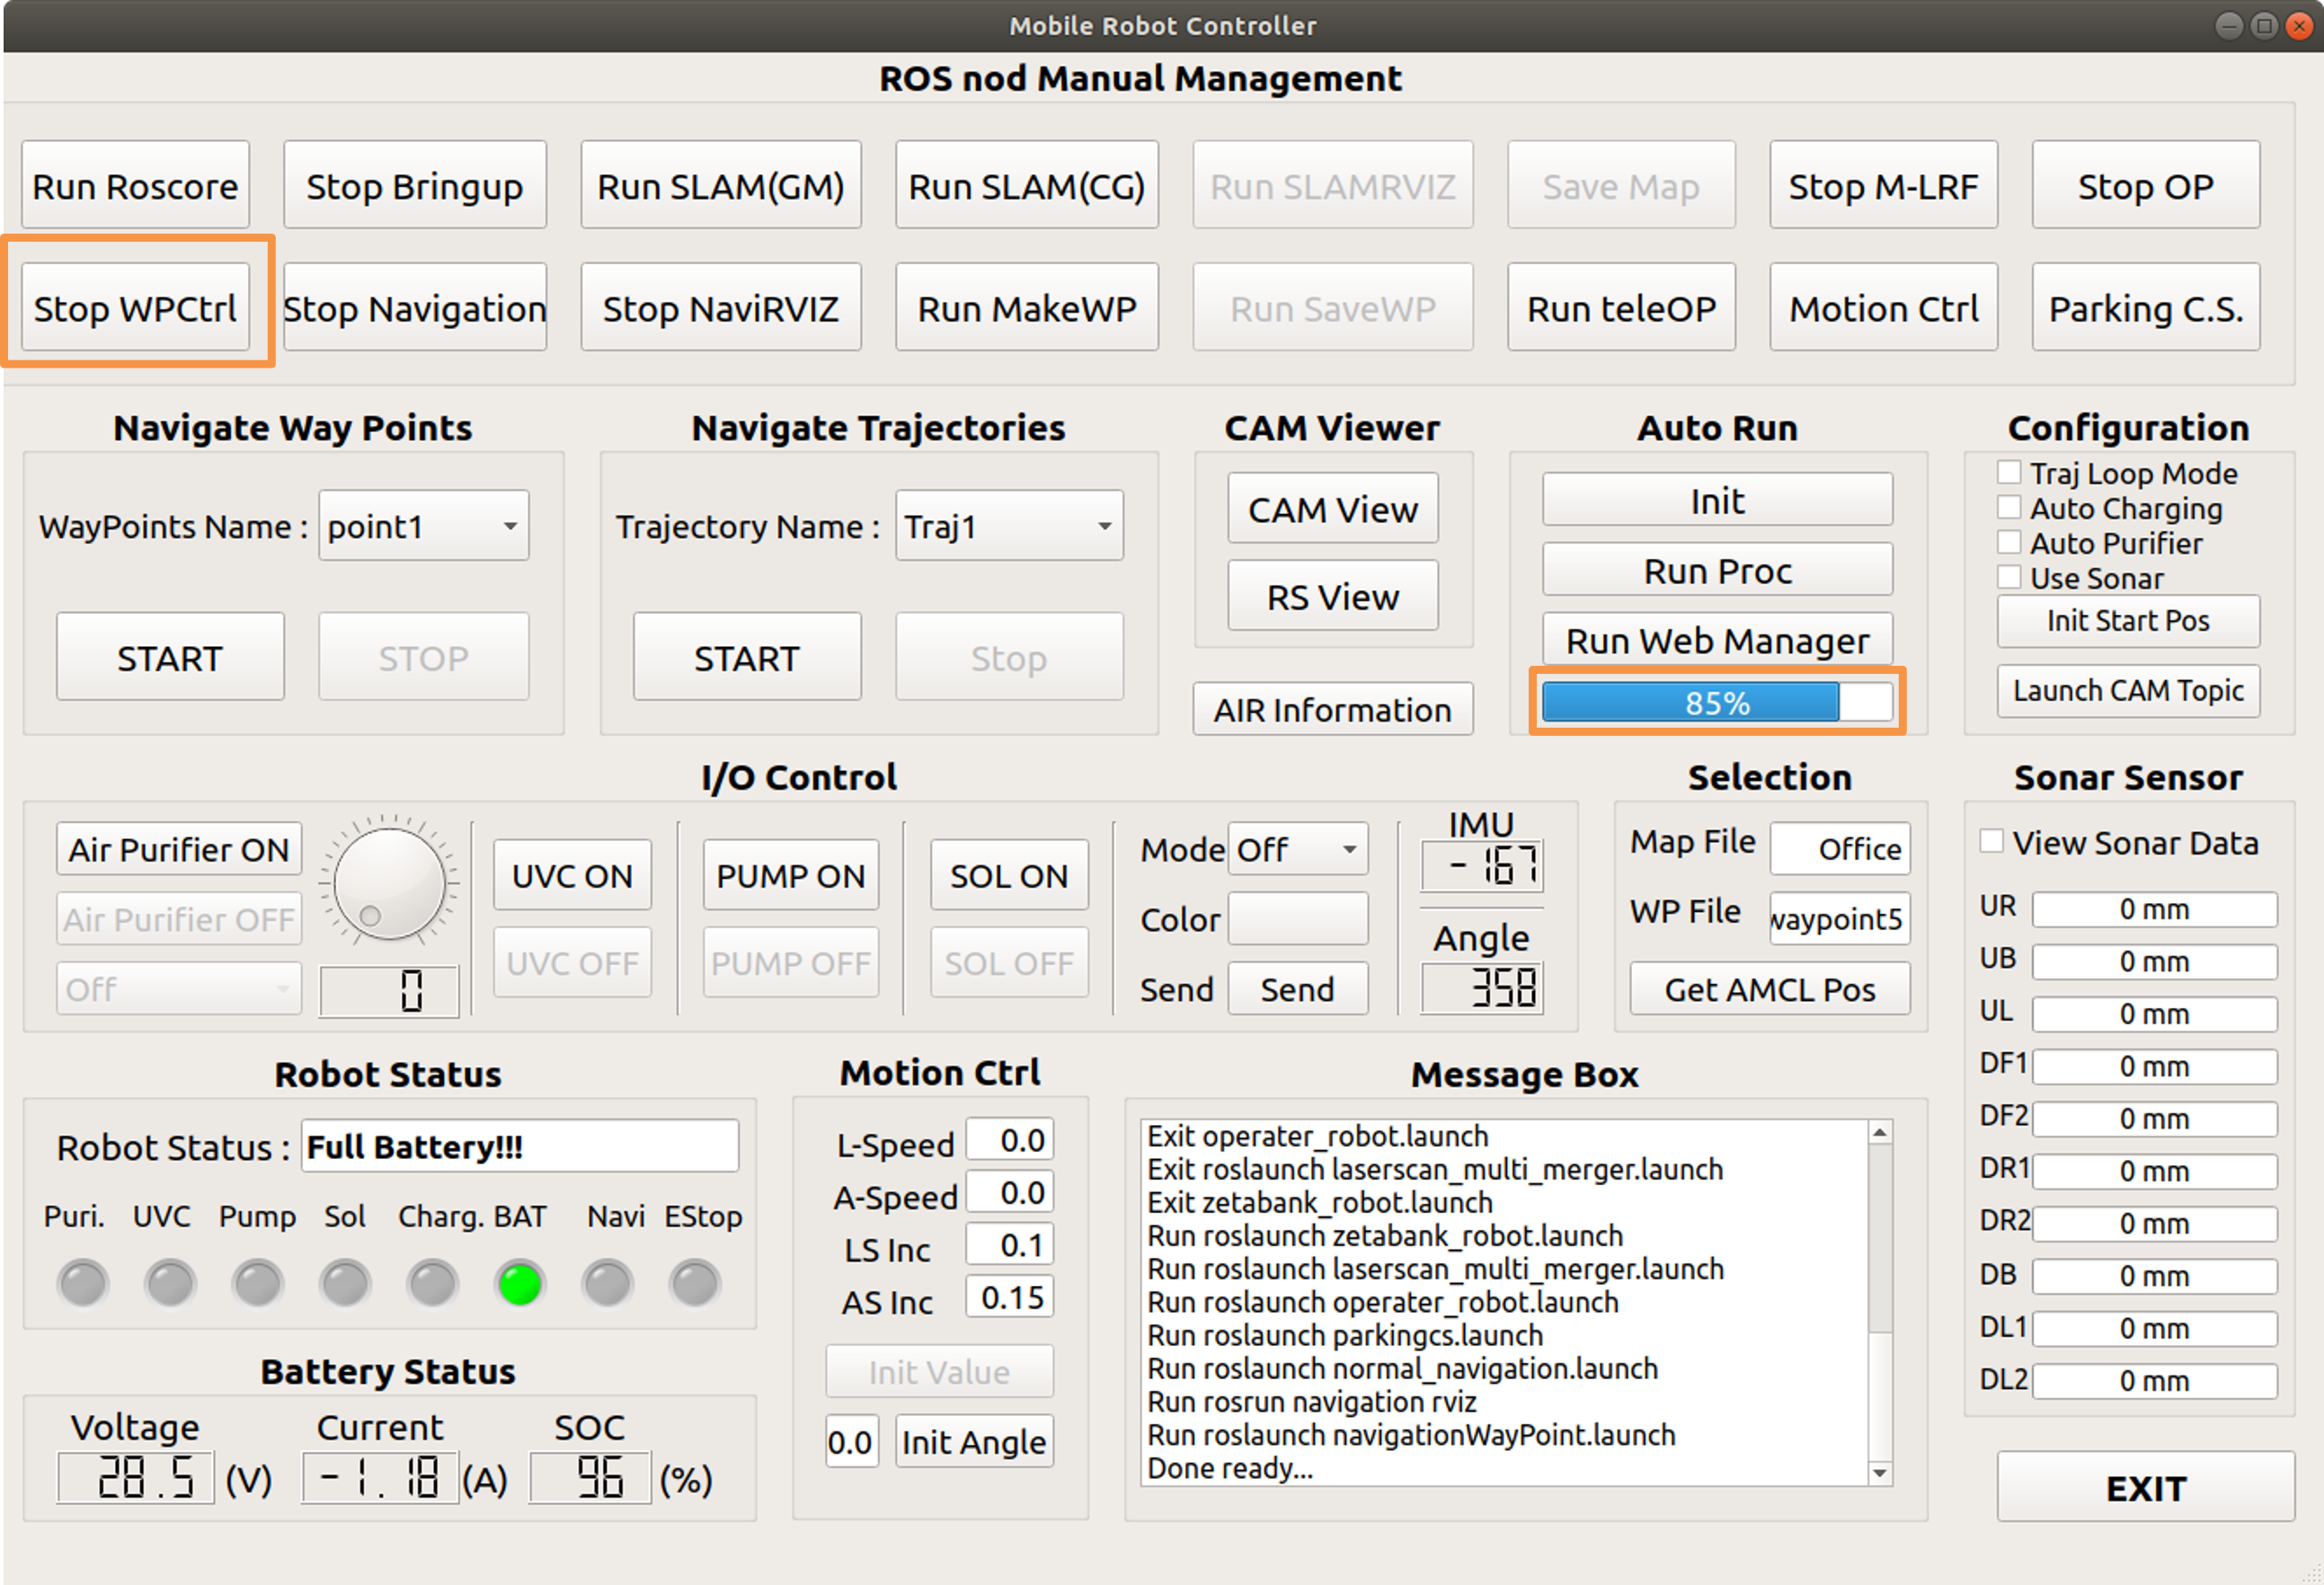 Mobile Robot Controller
ROS nod Manual Management
Run Roscore Stop Bringup Run SLAM(GM) Run SLAM(CG) Run SLAMRVIZ Save Map Stop M-LRF Stop OP
Stop WPCtrl Stop Navigation Stop NaviRVIZ Run MakeWP Run SaveWP Run teleOP Motion Ctrl Parking C.S.
Navigate Way Points
WayPoints Name : point1
START STOP
Navigate Trajectories
Trajectory Name : Traj1
START Stop
CAM Viewer
CAM View
RS View
AIR Information
Auto Run
Init
Run Proc
Run Web Manager
85%
Configuration
Traj Loop Mode
Auto Charging
Auto Purifier
Use Sonar
Init Start Pos
Launch CAM Topic
I/O Control
Air Purifier ON
Air Purifier OFF
Off
0
UVC ON
UVC OFF
PUMP ON
PUMP OFF
SOL ON
SOL OFF
Mode Off
Color
Send Send
IMU
-167
Angle
358
Selection
Map File Office
WP File waypoint5
Get AMCL Pos
Sonar Sensor
View Sonar Data
UR 0 mm
UB 0 mm
UL 0 mm
DF1 0 mm
DF2 0 mm
DR1 0 mm
DR2 0 mm
DB 0 mm
DL1 0 mm
DL2 0 mm
Robot Status
Robot Status : Full Battery!!!
Puri. UVC Pump Sol Charg. BAT Navi EStop
Battery Status
Voltage Current SOC
28.5 (V) -1.18 (A) 96 (%)
Motion Ctrl
L-Speed 0.0
A-Speed 0.0
LS Inc 0.1
AS Inc 0.15
Init Value
0.0 Init Angle
Message Box
Exit operater_robot.launch
Exit roslaunch laserscan_multi_merger.launch
Exit zetabank_robot.launch
Run roslaunch zetabank_robot.launch
Run roslaunch laserscan_multi_merger.launch
Run roslaunch operater_robot.launch
Run roslaunch parkingcs.launch
Run roslaunch normal_navigation.launch
Run rosrun navigation rviz
Run roslaunch navigationWayPoint.launch
Done ready...
EXIT